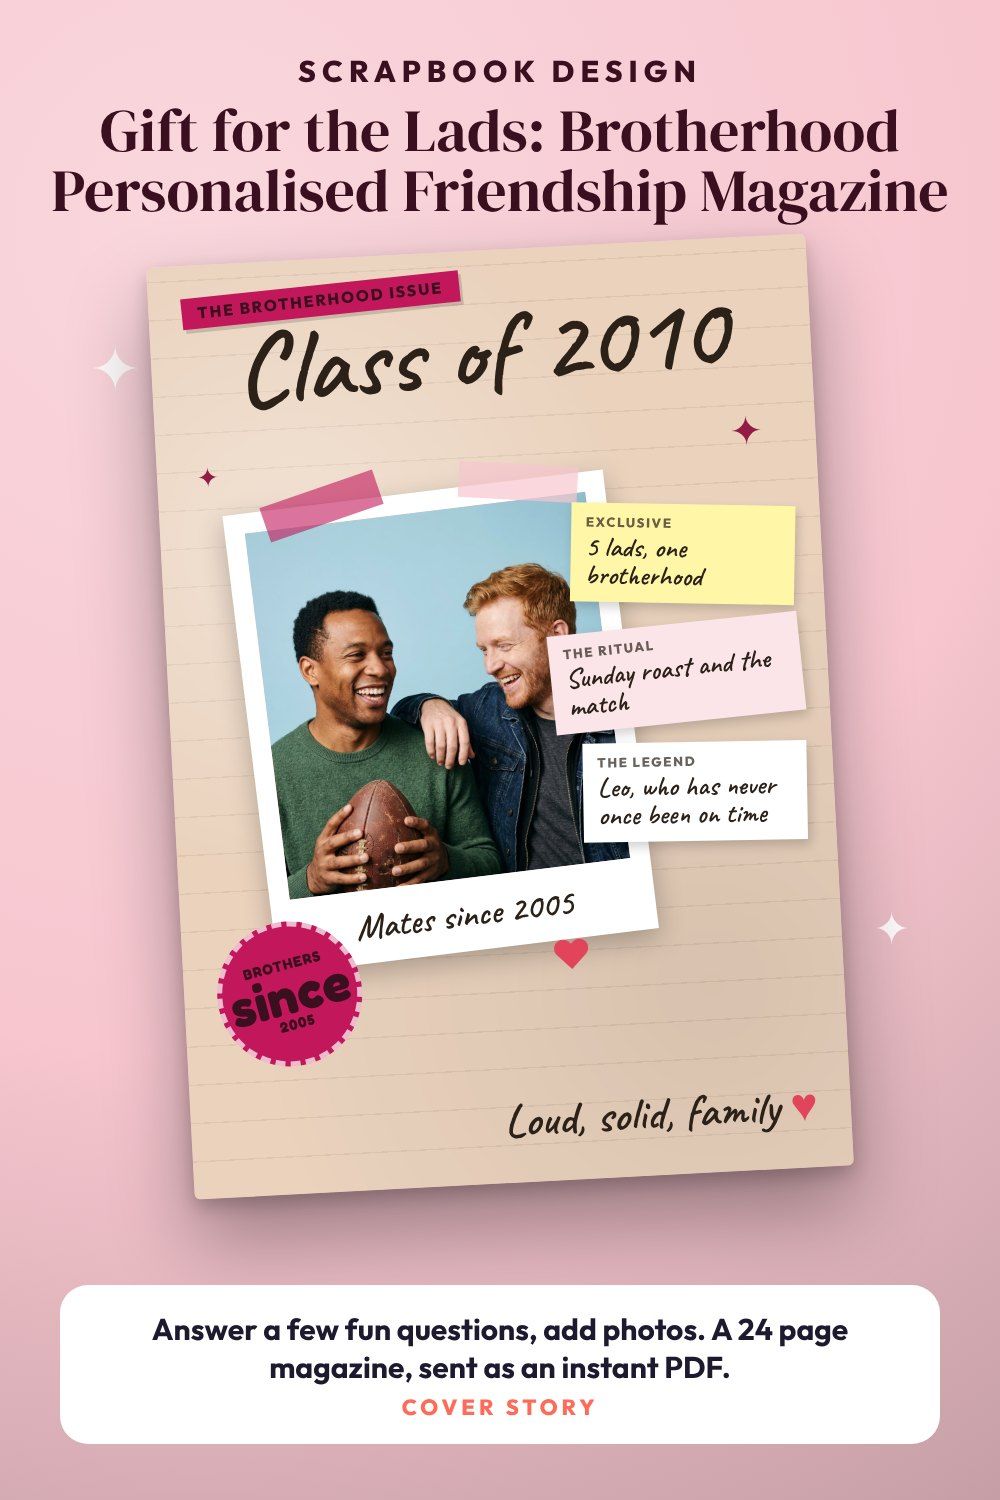 SCRAPBOOK DESIGN
Gift for the Lads: Brotherhood
Personalised Friendship Magazine
THE BROTHERHOOD ISSUE
Class of 2010
EXCLUSIVE
5 lads, one
brotherhood
THE RITUAL
Sunday roast and the
match
THE LEGEND
Leo, who has never
once been on time
Mates since 2005
BROTHERS
since
2005
Loud, solid, family
Answer a few fun questions, add photos. A 24 page
magazine, sent as an instant PDF.
COVER STORY